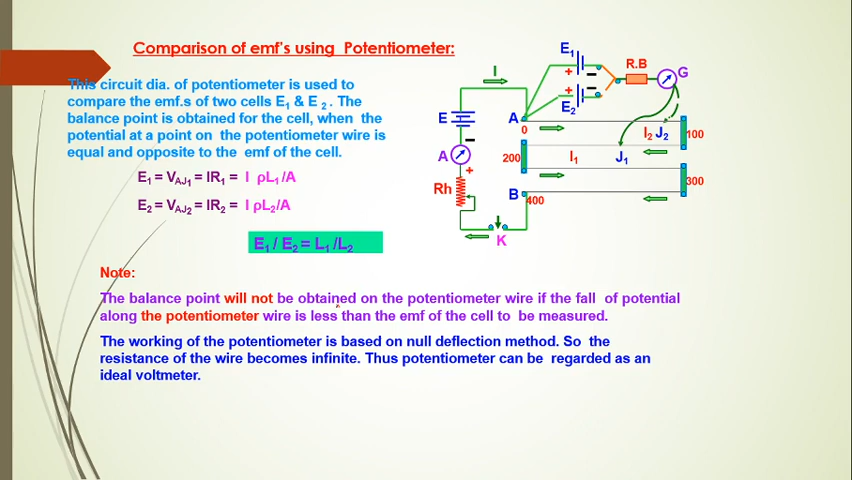 Comparison of emf's using Potentiometer:
This circuit dia. of potentiometer is used to
compare the emf.s of two cells E1 & E 2 . The
balance point is obtained for the cell, when the
potential at a point on the potentiometer wire is
equal and opposite to the emf of the cell.
E1 = VAJ1 = IR1 = I ρL1/A
E2 = VAJ2 = IR2 = I ρL2/A
E1 / E2 = L1 /L2
I
E1
+
R.B
G
+
E2
E
A
0
I2 J2
100
A
+
200
I1
J1
Rh
300
B
400
K
Note:
The balance point will not be obtained on the potentiometer wire if the fall of potential
along the potentiometer wire is less than the emf of the cell to be measured.
The working of the potentiometer is based on null deflection method. So the
resistance of the wire becomes infinite. Thus potentiometer can be regarded as an
ideal voltmeter.